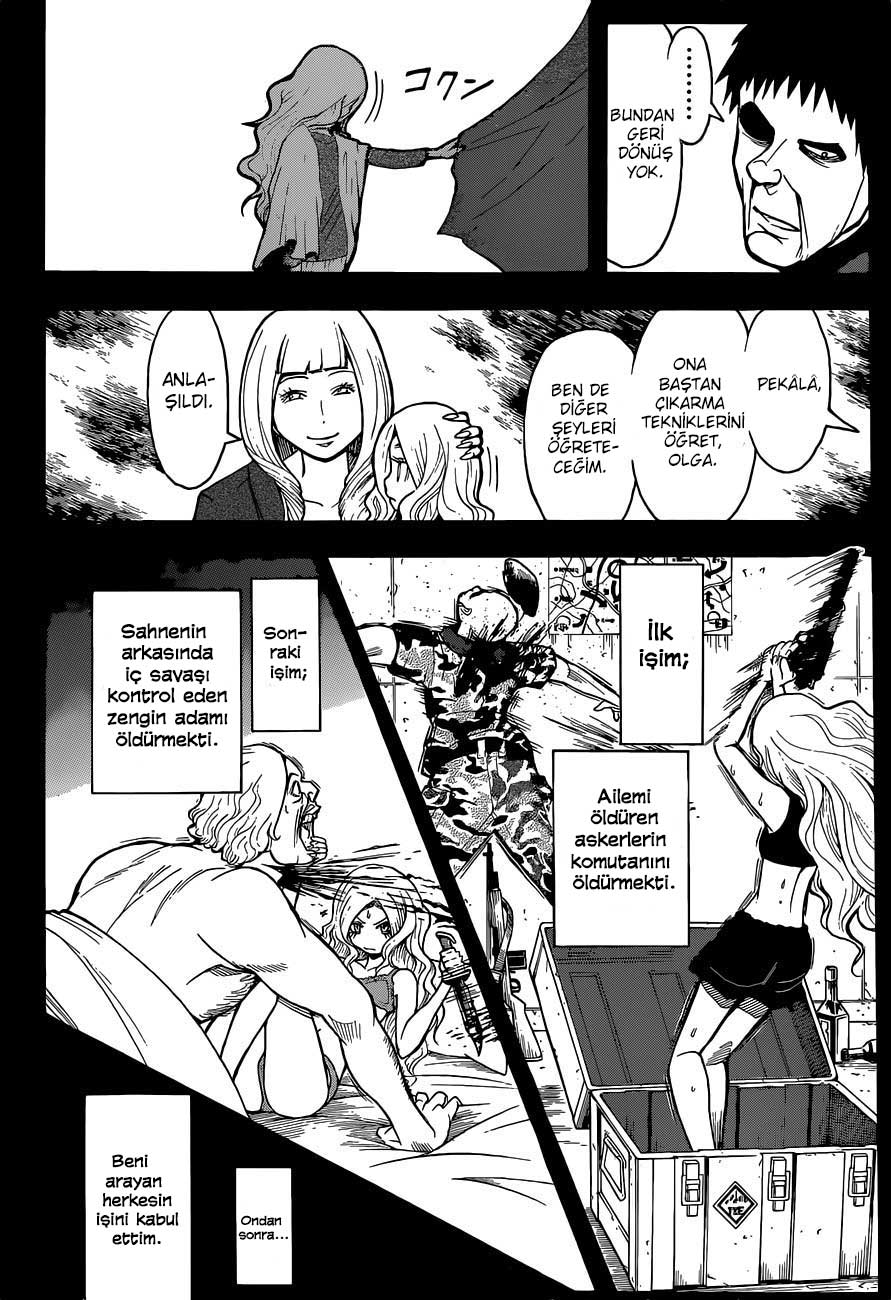 ………
BUNDAN
GERİ
DÖNÜŞ
YOK.
コクン
PEKÂLÂ,
ONA
BAŞTAN
ÇIKARMA
TEKNİKLERİNİ
ÖĞRET,
OLGA.
BEN DE
DİĞER
ŞEYLERİ
ÖĞRETE-
CEĞİM.
ANLA-
ŞILDI.
İlk
işim;
Ailemi
öldüren
askerlerin
komutanını
öldürmekti.
Son-
raki
işim;
Sahnenin
arkasında
iç savaşı
kontrol eden
zengin adamı
öldürmekti.
Ondan
sonra...
Beni
arayan
herkesin
işini kabul
ettim.